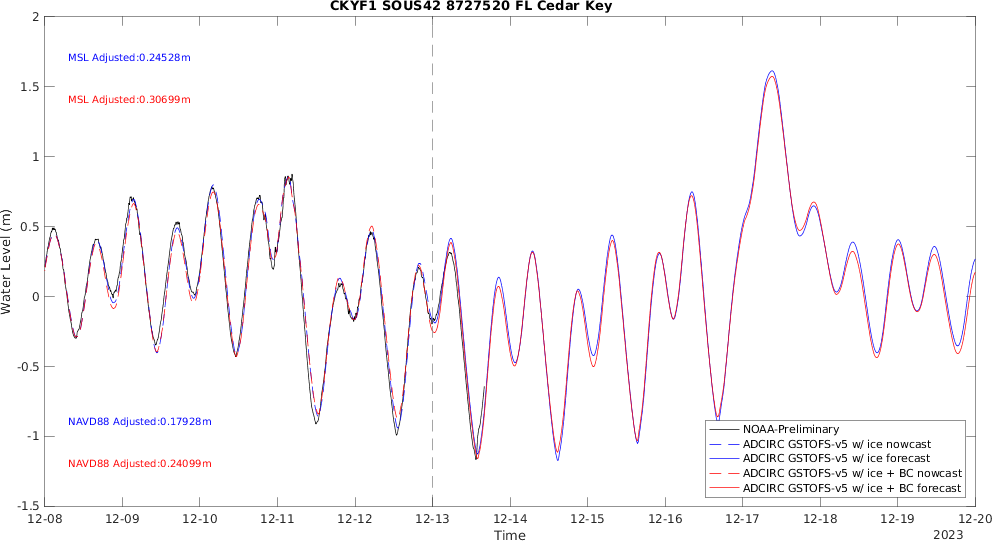 CKYF1 SOUS42 8727520 FL Cedar Key
2
1.5
1
0.5
0
-0.5
-1
-1.5
Water Level (m)
MSL Adjusted:0.24528m
MSL Adjusted:0.30699m
NAVD88 Adjusted:0.17928m
NAVD88 Adjusted:0.24099m
NOAA-Preliminary
ADCIRC GSTOFS-v5 w/ ice nowcast
ADCIRC GSTOFS-v5 w/ ice forecast
ADCIRC GSTOFS-v5 w/ ice + BC nowcast
ADCIRC GSTOFS-v5 w/ ice + BC forecast
12-08 12-09 12-10 12-11 12-12 12-13 12-14 12-15 12-16 12-17 12-18 12-19 12-20
Time
2023